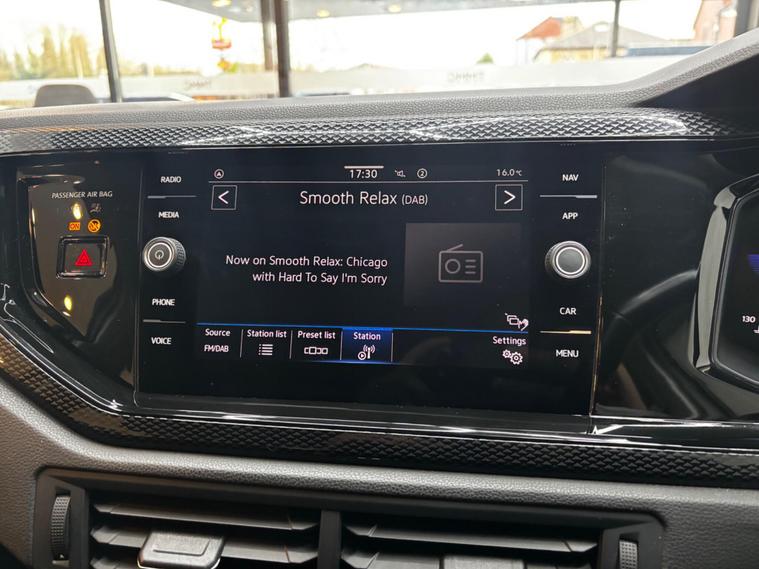 PASSENGER AIR BAG
ON
RADIO
MEDIA
PHONE
VOICE
17:30
2
16.0°C
Smooth Relax (DAB)
Now on Smooth Relax: Chicago
with Hard To Say I'm Sorry
Source
FM/DAB
Station list
Preset list
Station
Settings
NAV
APP
CAR
MENU
130